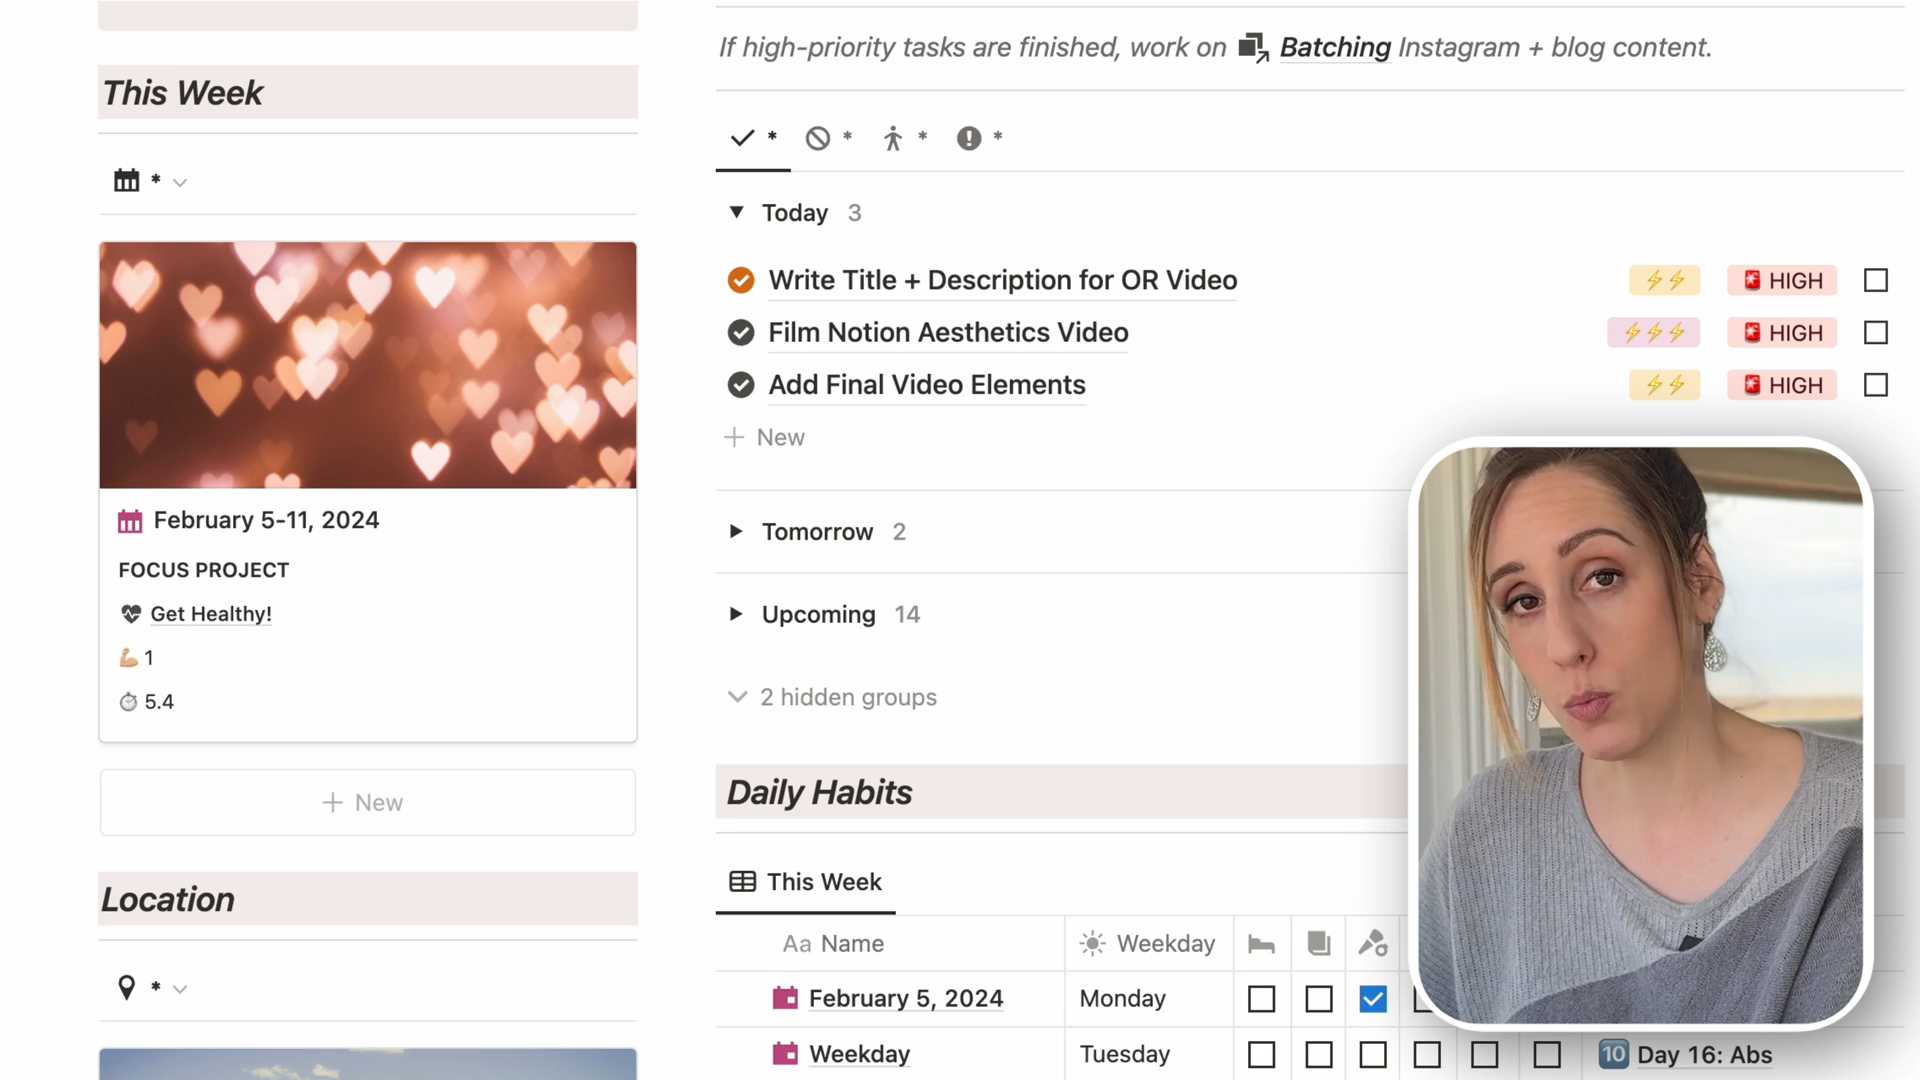 This Week
*
February 5-11, 2024
FOCUS PROJECT
Get Healthy!
💪🏼 1
⏱ 5.4
+ New
Location
*
If high-priority tasks are finished, work on Batching Instagram + blog content.
* * * *
Today 3
Write Title + Description for OR Video ⚡⚡ 🚨 HIGH
Film Notion Aesthetics Video ⚡⚡⚡ 🚨 HIGH
Add Final Video Elements ⚡⚡ 🚨 HIGH
+ New
Tomorrow 2
Upcoming 14
2 hidden groups
Daily Habits
This Week
Aa Name Weekday
February 5, 2024 Monday
Weekday Tuesday 🔟 Day 16: Abs